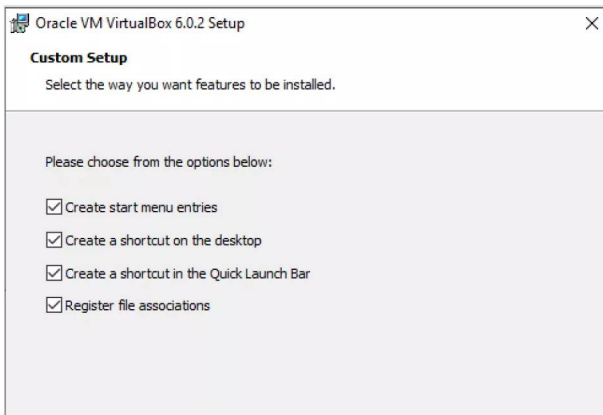 Oracle VM VirtualBox 6.0.2 Setup
Custom Setup
Select the way you want features to be installed.
Please choose from the options below:
Create start menu entries
Create a shortcut on the desktop
Create a shortcut in the Quick Launch Bar
Register file associations